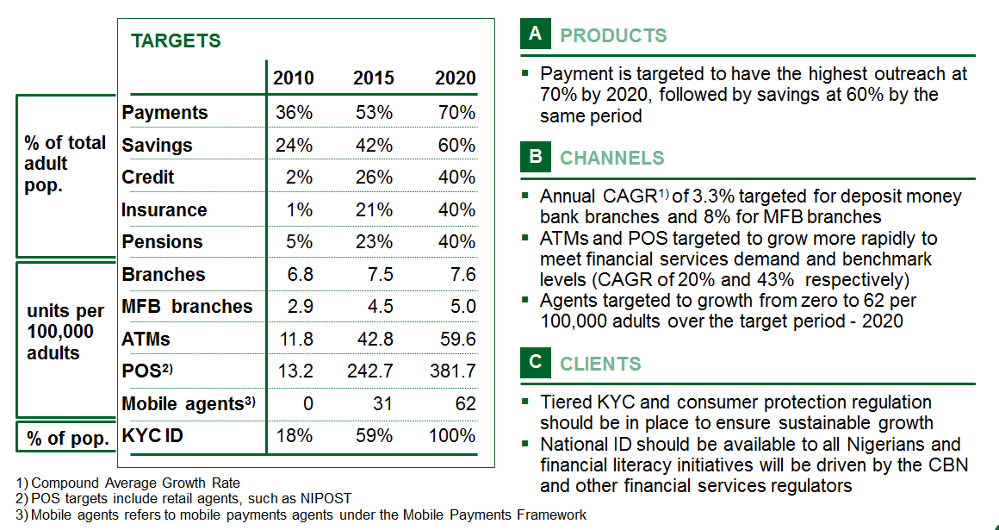 TARGETS
2010 2015 2020
% of total adult pop.
Payments 36% 53% 70%
Savings 24% 42% 60%
Credit 2% 26% 40%
Insurance 1% 21% 40%
Pensions 5% 23% 40%
units per 100,000 adults
Branches 6.8 7.5 7.6
MFB branches 2.9 4.5 5.0
ATMs 11.8 42.8 59.6
POS2) 13.2 242.7 381.7
Mobile agents3) 0 31 62
% of pop.
KYC ID 18% 59% 100%
1) Compound Average Growth Rate
2) POS targets include retail agents, such as NIPOST
3) Mobile agents refers to mobile payments agents under the Mobile Payments Framework
A PRODUCTS
▪ Payment is targeted to have the highest outreach at
70% by 2020, followed by savings at 60% by the
same period
B CHANNELS
▪ Annual CAGR1) of 3.3% targeted for deposit money
bank branches and 8% for MFB branches
▪ ATMs and POS targeted to grow more rapidly to
meet financial services demand and benchmark
levels (CAGR of 20% and 43% respectively)
▪ Agents targeted to growth from zero to 62 per
100,000 adults over the target period - 2020
C CLIENTS
▪ Tiered KYC and consumer protection regulation
should be in place to ensure sustainable growth
▪ National ID should be available to all Nigerians and
financial literacy initiatives will be driven by the CBN
and other financial services regulators